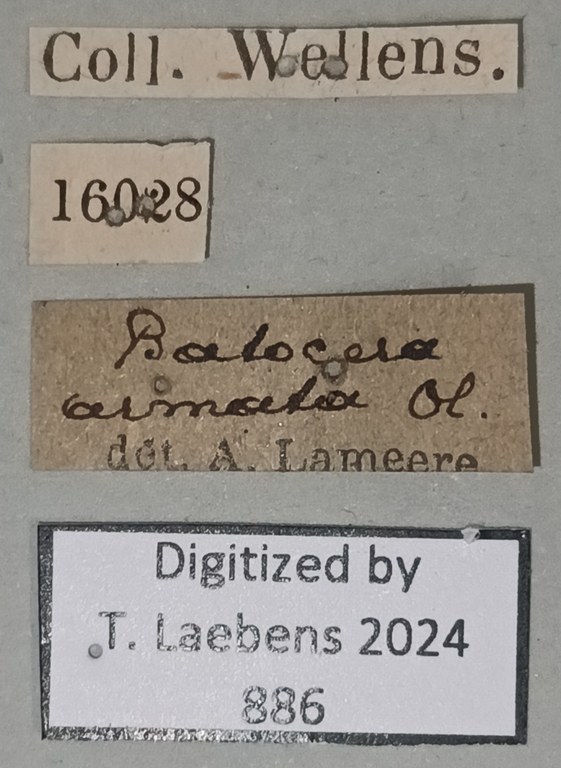 Coll. Wellens.
16028
Batocera
armata Ol.
dét. A. Lameere
Digitized by
T. Laebens 2024
886